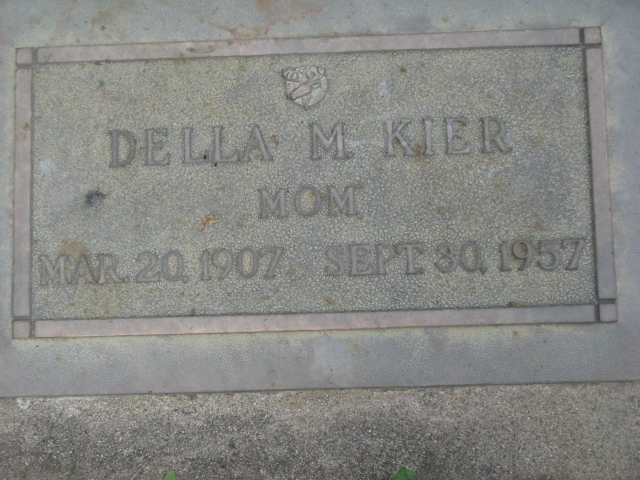 DELLA M. KIER
MOM
MAR. 20, 1907 SEPT. 30, 1957